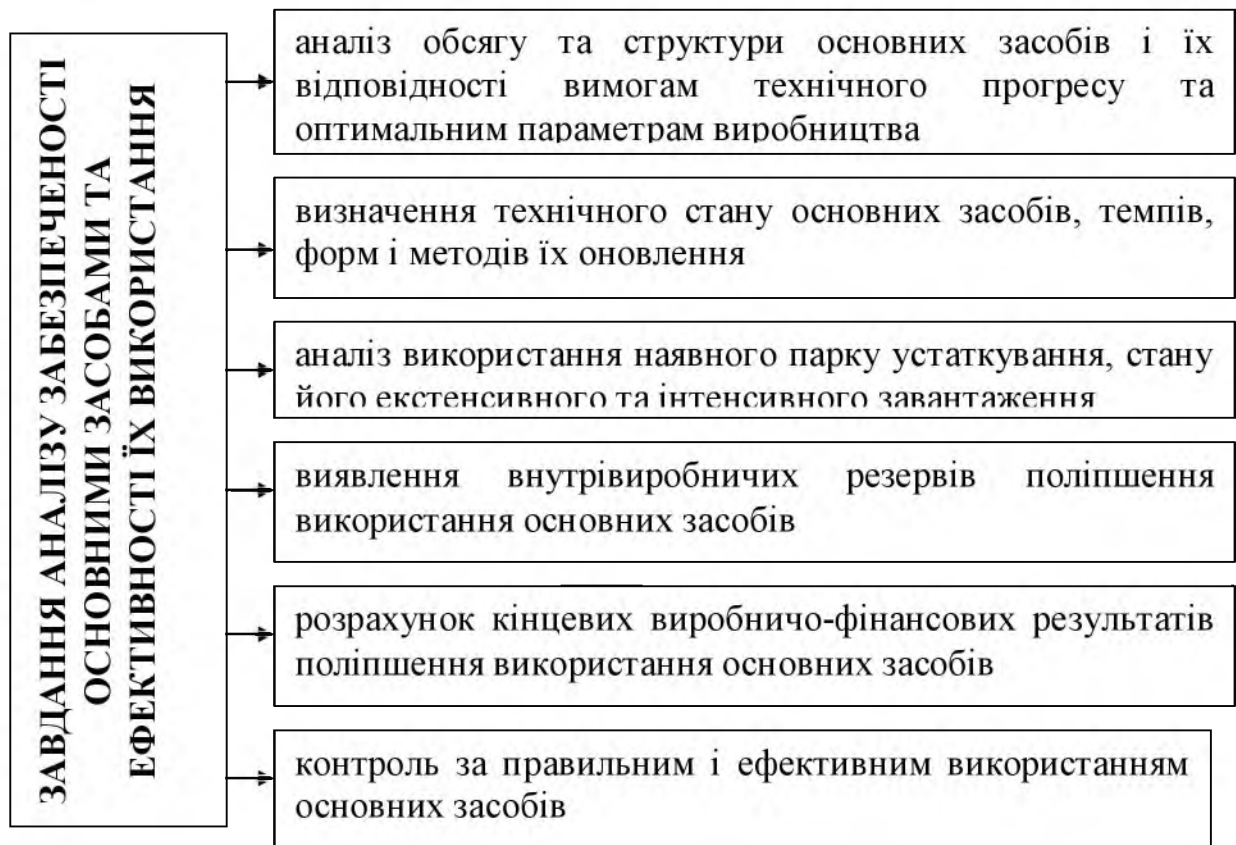 ЗАВДАННЯ АНАЛІЗУ ЗАБЕЗПЕЧЕНОСТІ
ОСНОВНИМИ ЗАСОБАМИ ТА
ЕФЕКТИВНОСТІ ЇХ ВИКОРИСТАННЯ
аналіз обсягу та структури основних засобів і їх
відповідності вимогам технічного прогресу та
оптимальним параметрам виробництва
визначення технічного стану основних засобів, темпів,
форм і методів їх оновлення
аналіз використання наявного парку устаткування, стану
його екстенсивного та інтенсивного завантаження
виявлення внутрівиробничих резервів поліпшення
використання основних засобів
розрахунок кінцевих виробничо-фінансових результатів
поліпшення використання основних засобів
контроль за правильним і ефективним використанням
основних засобів